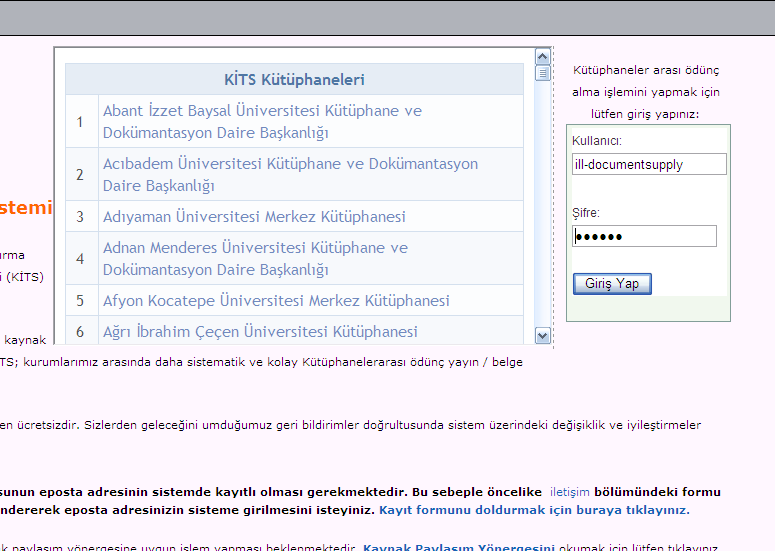 KİTS Kütüphaneleri
1 Abant İzzet Baysal Üniversitesi Kütüphane ve
Dokümantasyon Daire Başkanlığı
2 Acıbadem Üniversitesi Kütüphane ve Dokümantasyon
Daire Başkanlığı
3 Adıyaman Üniversitesi Merkez Kütüphanesi
4 Adnan Menderes Üniversitesi Kütüphane ve
Dokümantasyon Daire Başkanlığı
5 Afyon Kocatepe Üniversitesi Merkez Kütüphanesi
6 Ağrı İbrahim Çeçen Üniversitesi Kütüphanesi
Kütüphaneler arası ödünç
alma işlemini yapmak için
lütfen giriş yapınız:
Kullanıcı:
ill-documentsupply
Şifre:
••••••
Giriş Yap
stemi
ırma
i (KİTS)
kaynak
TS; kurumlarımız arasında daha sistematik ve kolay Kütüphanelerarası ödünç yayın / belge
en ücretsizdir. Sizlerden geleceğini umduğumuz geri bildirimler doğrultusunda sistem üzerindeki değişiklik ve iyileştirmeler
sunun eposta adresinin sistemde kayıtlı olması gerekmektedir. Bu sebeple öncelike iletişim bölümündeki formu
ndererek eposta adresinizin sisteme girilmesini isteyiniz. Kayıt formunu doldurmak için buraya tıklayınız.
k paylaşım yönergesine uygun işlem yapması beklenmektedir. Kaynak Paylaşım Yönergesini okumak için lütfen tıklayınız